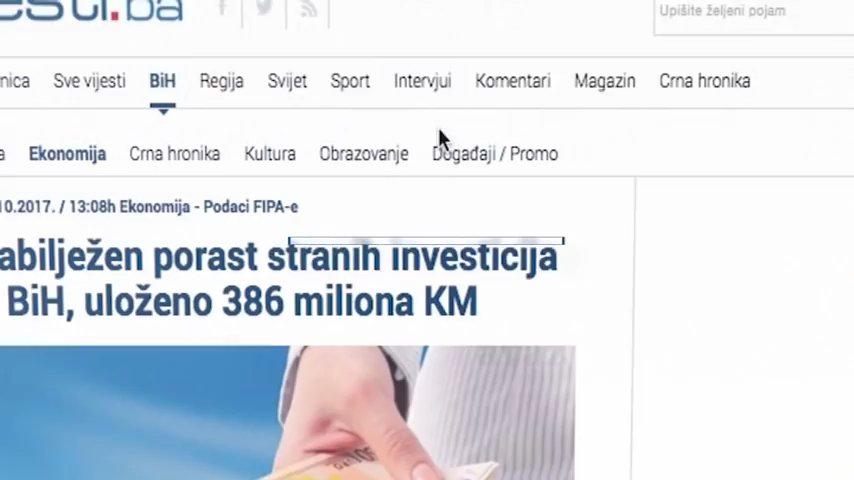 esti.ba
Upišite željeni pojam
nica Sve vijesti BiH Regija Svijet Sport Intervjui Komentari Magazin Crna hronika
a Ekonomija Crna hronika Kultura Obrazovanje Događaji / Promo
10.2017. / 13:08h Ekonomija - Podaci FIPA-e
abilježen porast stranih investicija
BiH, uloženo 386 miliona KM